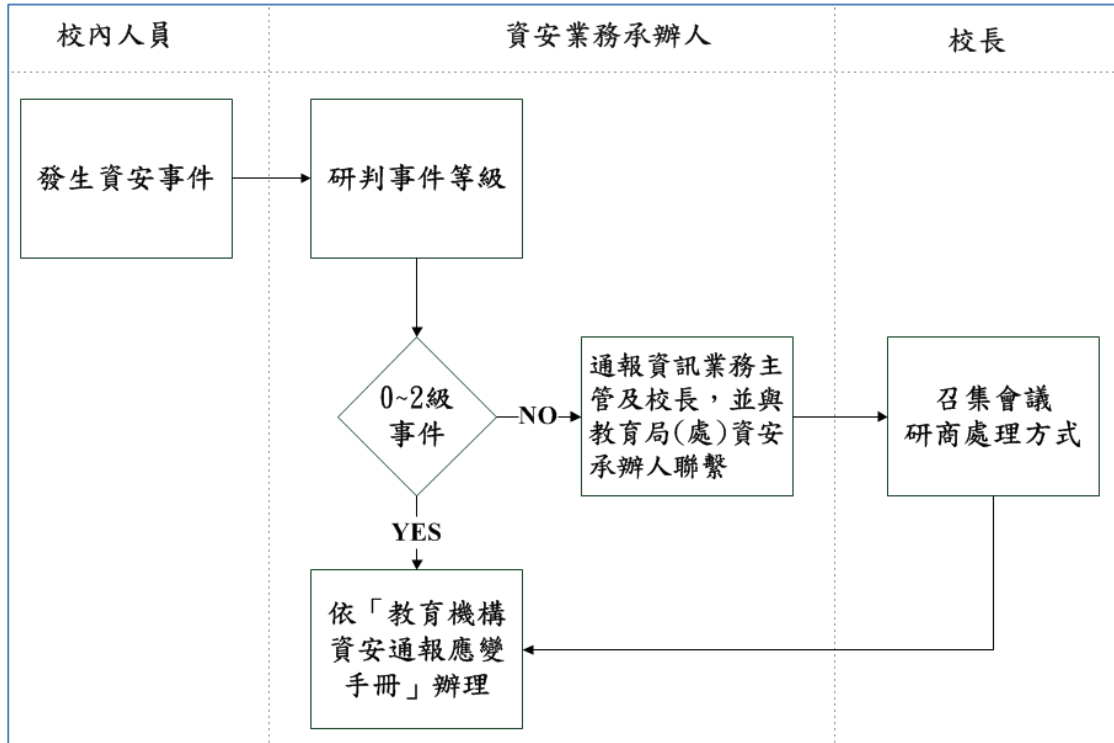 校內人員
資安業務承辦人
校長
發生資安事件
研判事件等級
0~2級
事件
NO
通報資訊業務主
管及校長，並與
教育局(處)資安
承辦人聯繫
召集會議
研商處理方式
YES
依「教育機構
資安通報應變
手冊」辦理